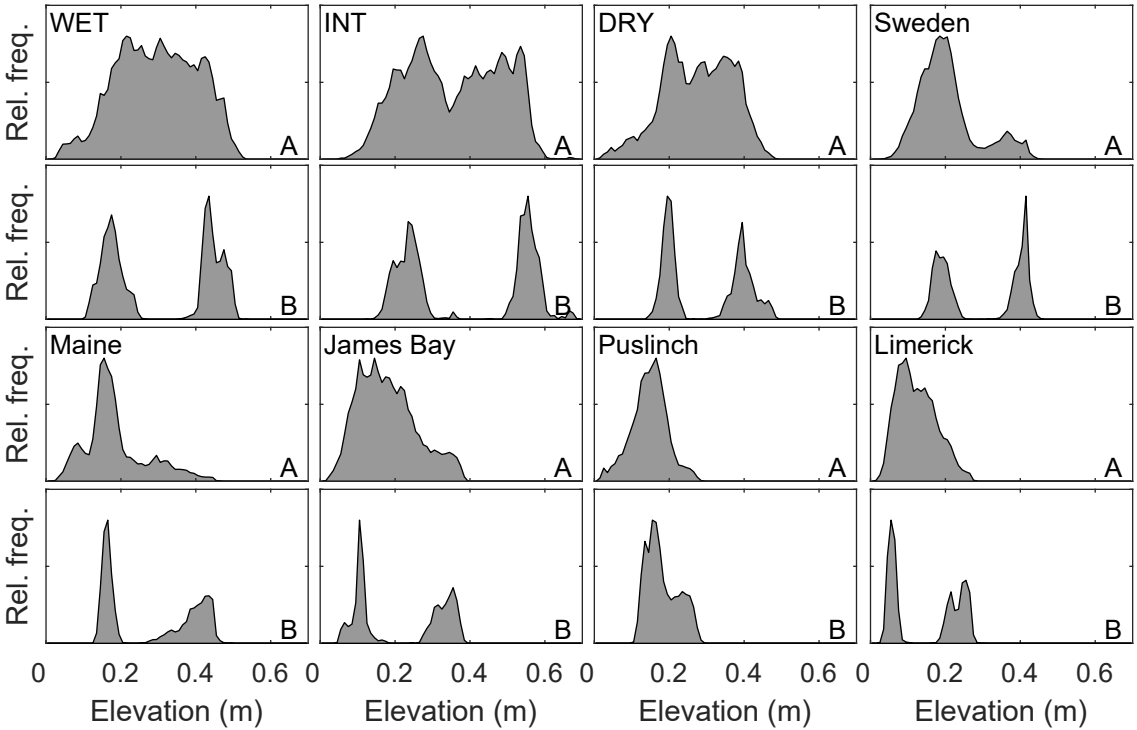 WET INT DRY Sweden
Rel. freq.
A A A A
Rel. freq.
B B B B
Maine James Bay Puslinch Limerick
Rel. freq.
A A A A
Rel. freq.
B B B B
0 0.2 0.4 0.6 0 0.2 0.4 0.6 0 0.2 0.4 0.6 0 0.2 0.4 0.6
Elevation (m) Elevation (m) Elevation (m) Elevation (m)